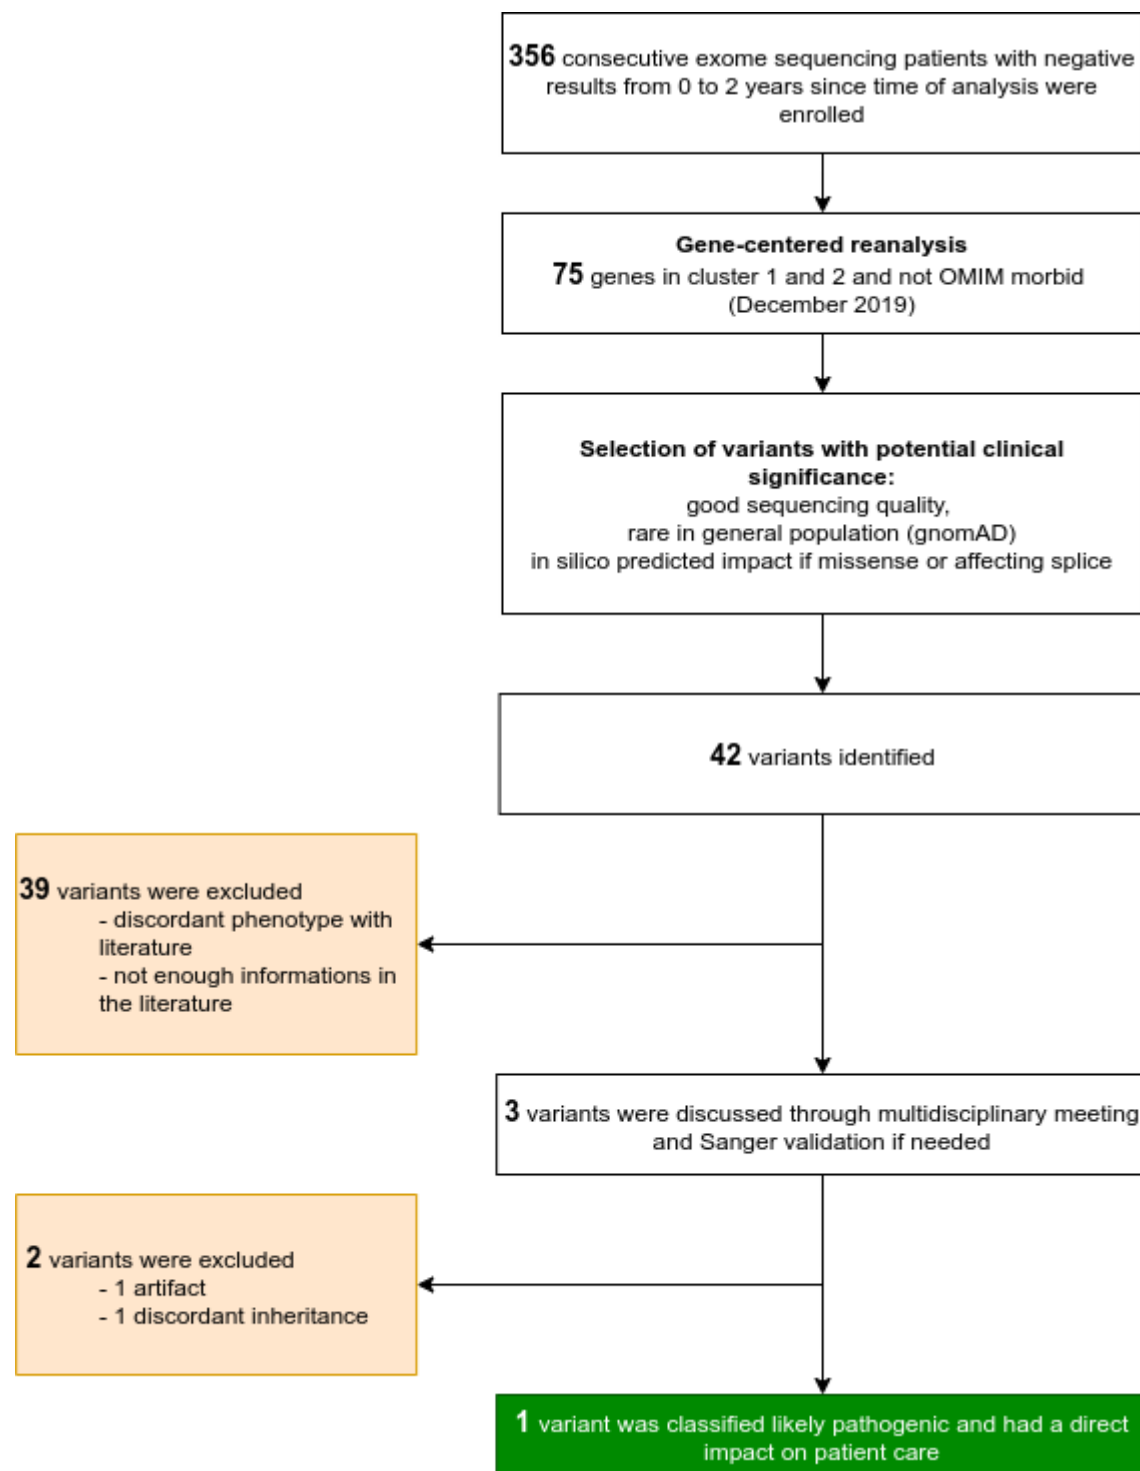 356 consecutive exome sequencing patients with negative
results from 0 to 2 years since time of analysis were
enrolled
Gene-centered reanalysis
75 genes in cluster 1 and 2 and not OMIM morbid
(December 2019)
Selection of variants with potential clinical
significance:
good sequencing quality,
rare in general population (gnomAD)
in silico predicted impact if missense or affecting splice
42 variants identified
39 variants were excluded
- discordant phenotype with
literature
- not enough informations in
the literature
3 variants were discussed through multidisciplinary meeting
and Sanger validation if needed
2 variants were excluded
- 1 artifact
- 1 discordant inheritance
1 variant was classified likely pathogenic and had a direct
impact on patient care